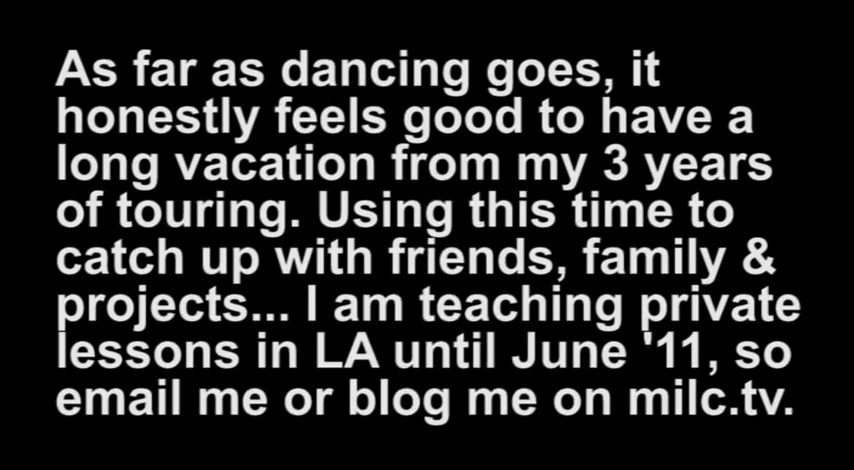 As far as dancing goes, it
honestly feels good to have a
long vacation from my 3 years
of touring. Using this time to
catch up with friends, family &
projects... I am teaching private
lessons in LA until June '11, so
email me or blog me on milc.tv.